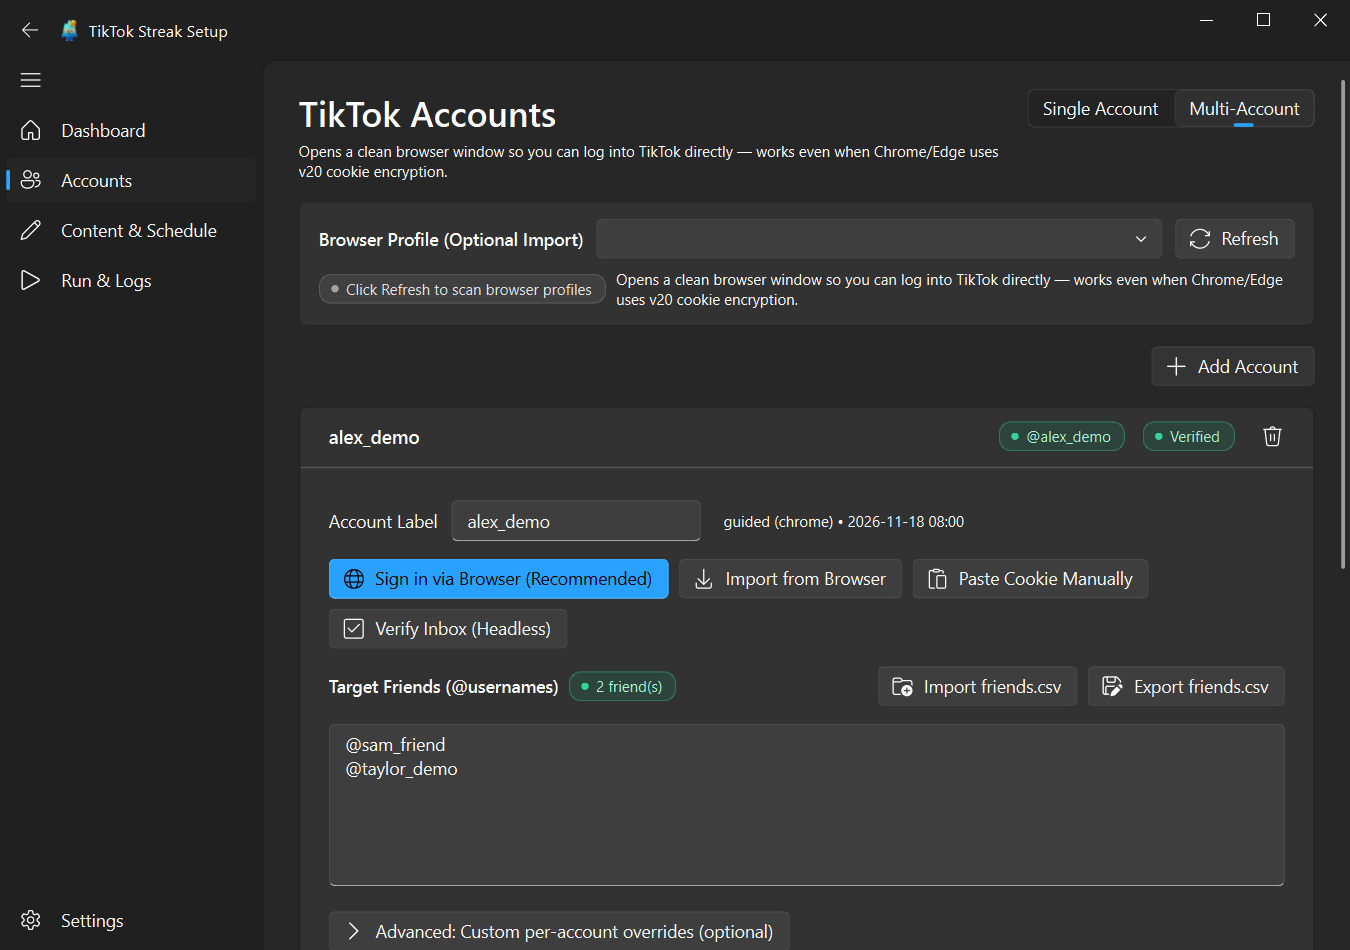 TikTok Streak Setup
Dashboard
Accounts
Content & Schedule
Run & Logs
Settings
TikTok Accounts
Opens a clean browser window so you can log into TikTok directly — works even when Chrome/Edge uses
v20 cookie encryption.
Single Account
Multi-Account
Browser Profile (Optional Import)
Refresh
Click Refresh to scan browser profiles
Opens a clean browser window so you can log into TikTok directly — works even when Chrome/Edge
uses v20 cookie encryption.
Add Account
alex_demo
@alex_demo
Verified
Account Label
alex_demo
guided (chrome) • 2026-11-18 08:00
Sign in via Browser (Recommended)
Import from Browser
Paste Cookie Manually
Verify Inbox (Headless)
Target Friends (@usernames)
2 friend(s)
Import friends.csv
Export friends.csv
@sam_friend
@taylor_demo
Advanced: Custom per-account overrides (optional)